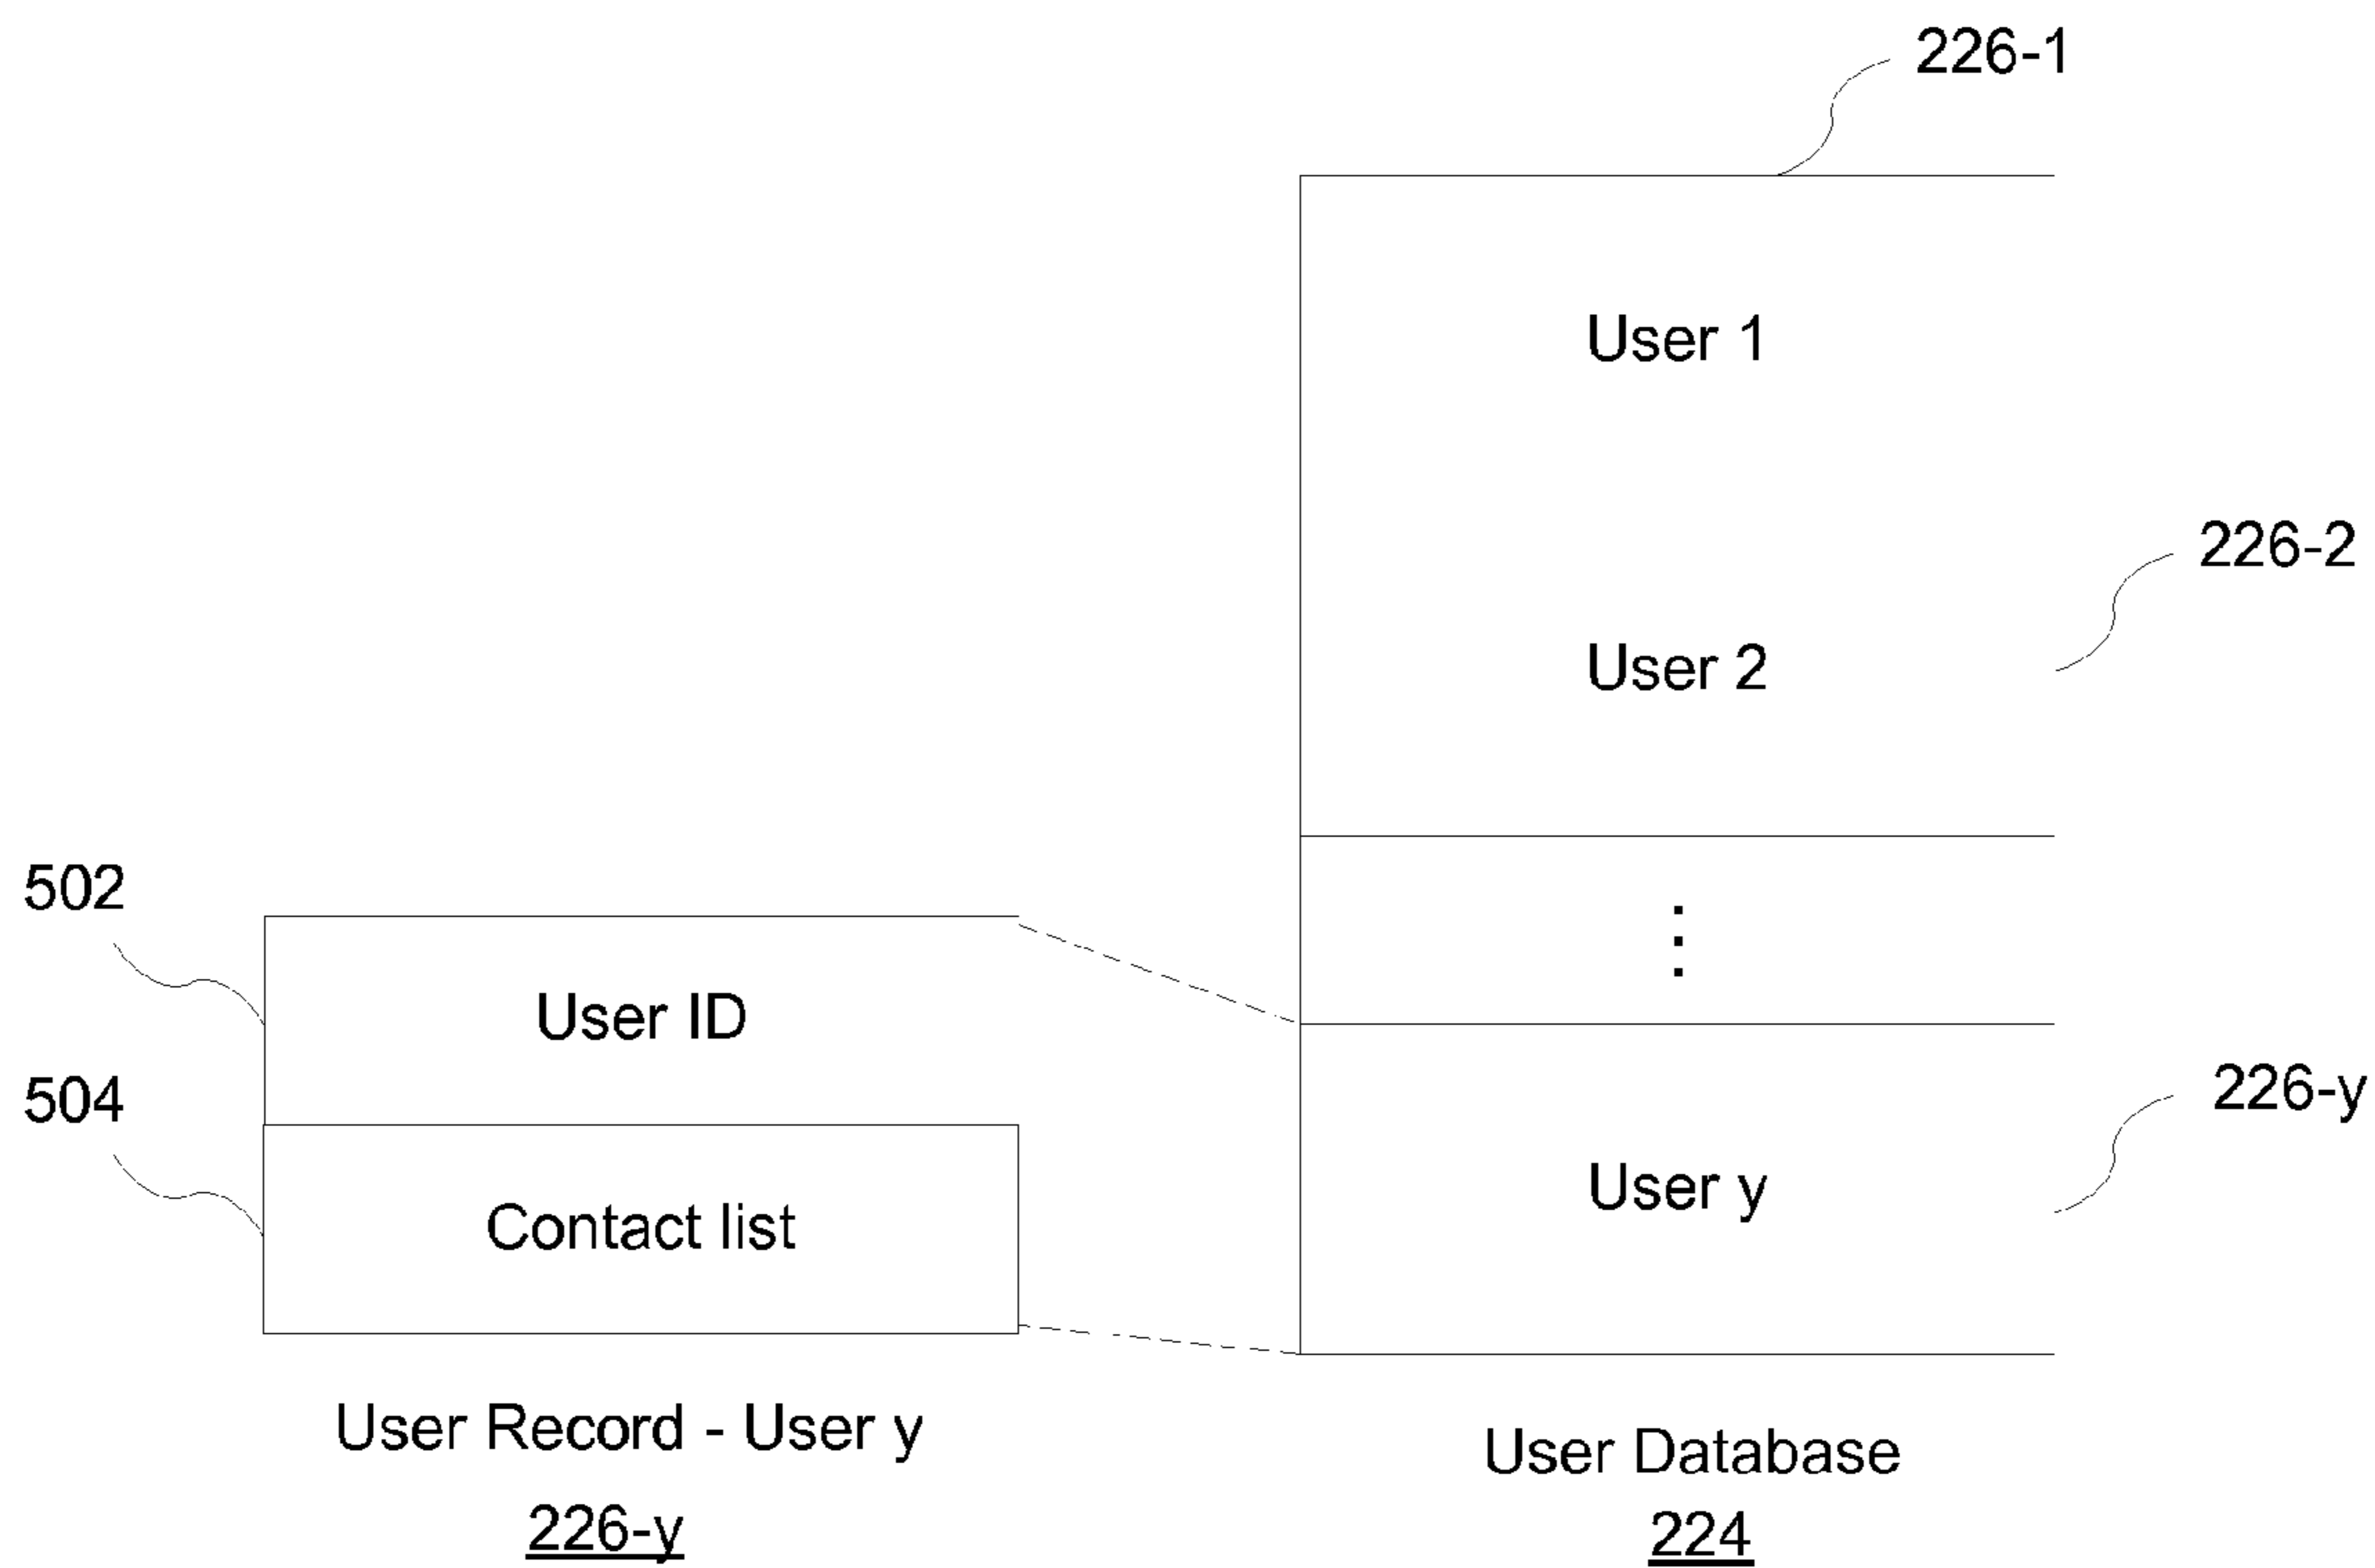 226-1
User 1
226-2
User 2
502
⋮
User ID
504
226-y
User y
Contact list
User Record - User y
226-y
User Database
224